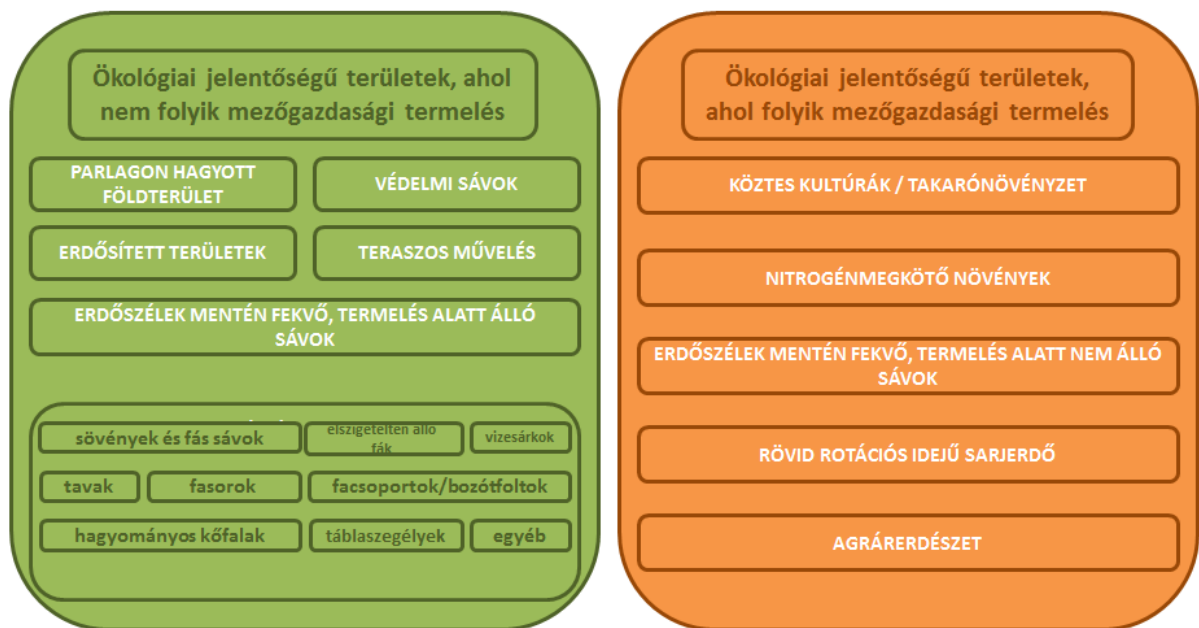 Ökológiai jelentőségű területek, ahol
nem folyik mezőgazdasági termelés
PARLAGON HAGYOTT
FÖLDTERÜLET
VÉDELMI SÁVOK
ERDŐSÍTETT TERÜLETEK
TERASZOS MŰVELÉS
ERDŐSZÉLEK MENTÉN FEKVŐ, TERMELÉS ALATT ÁLLÓ
SÁVOK
sövények és fás sávok
elszigetelten álló
fák
vizesárkok
tavak
fasorok
facsoportok/bozótfoltok
hagyományos kőfalak
táblaszegélyek
egyéb
Ökológiai jelentőségű területek,
ahol folyik mezőgazdasági termelés
KÖZTES KULTÚRÁK / TAKARÓNÖVÉNYZET
NITROGÉNMEGKÖTŐ NÖVÉNYEK
ERDŐSZÉLEK MENTÉN FEKVŐ, TERMELÉS ALATT NEM ÁLLÓ
SÁVOK
RÖVID ROTÁCIÓS IDEJŰ SARJERDŐ
AGRÁRERDÉSZET